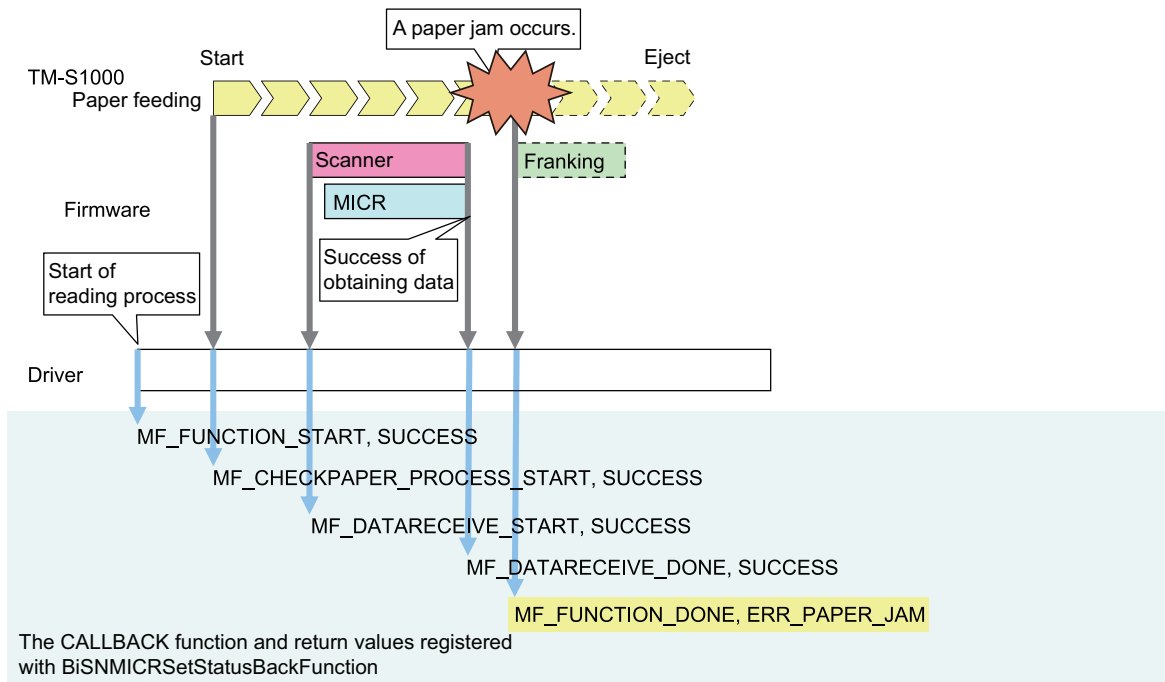 A paper jam occurs.
Start
Eject
TM-S1000
Paper feeding
Scanner
Franking
MICR
Firmware
Success of
obtaining data
Start of
reading process
Driver
MF_FUNCTION_START, SUCCESS
MF_CHECKPAPER_PROCESS_START, SUCCESS
MF_DATARECEIVE_START, SUCCESS
MF_DATARECEIVE_DONE, SUCCESS
MF_FUNCTION_DONE, ERR_PAPER_JAM
The CALLBACK function and return values registered
with BiSNMICRSetStatusBackFunction